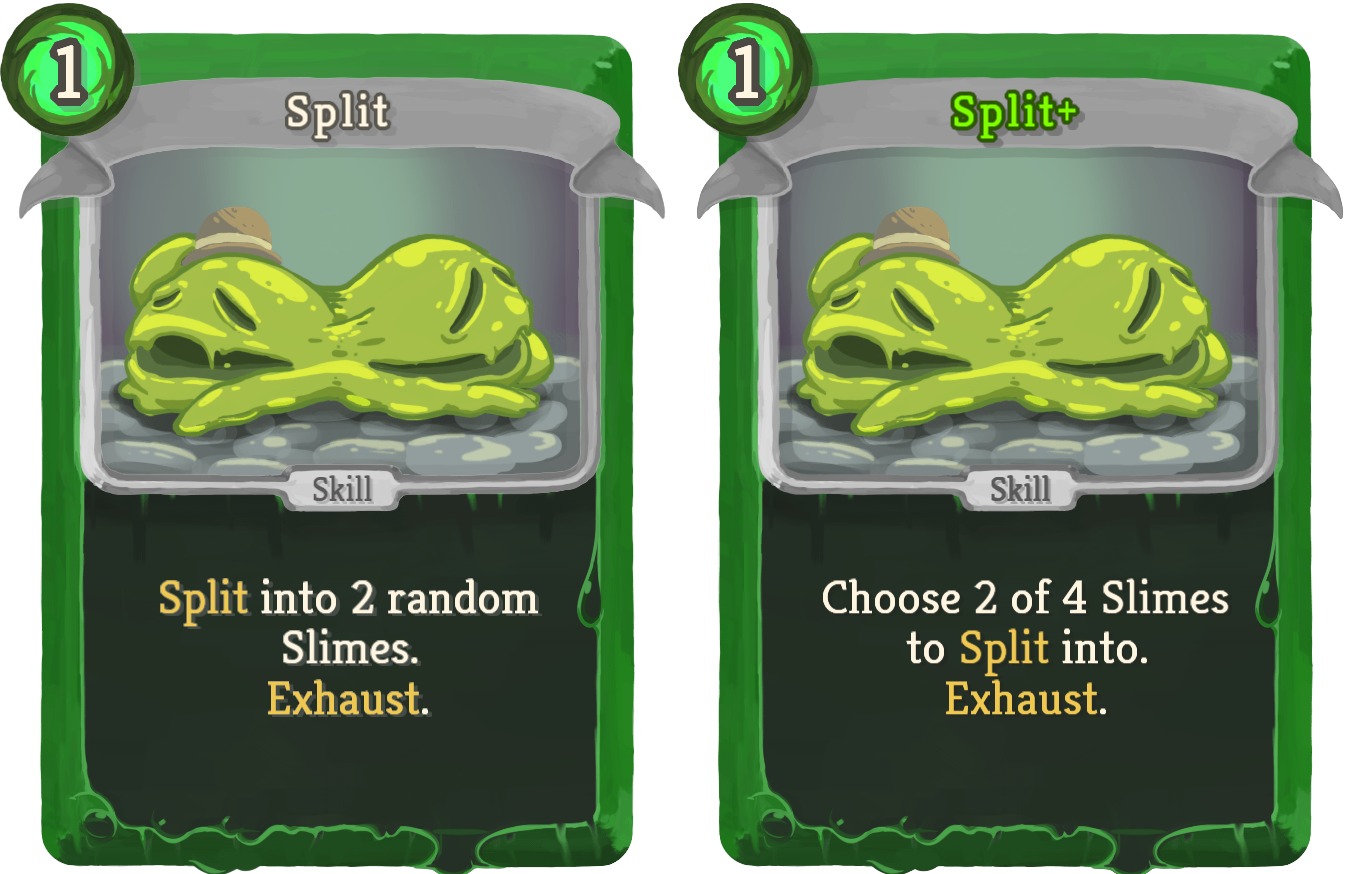 1
Split
Skill
Split into 2 random
Slimes.
Exhaust.
1
Split+
Skill
Choose 2 of 4 Slimes
to Split into.
Exhaust.